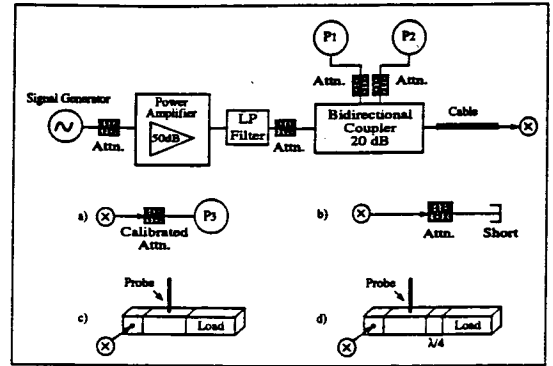 P1
P2
Attn.
Attn.
Signal Generator
Attn.
Power
Amplifier
50dB
LP
Filter
Attn.
Bidirectional
Coupler
20 dB
Cable
a)
P3
Calibrated
Attn.
b)
Attn.
Short
Probe
c)
Load
Probe
d)
Load
λ/4